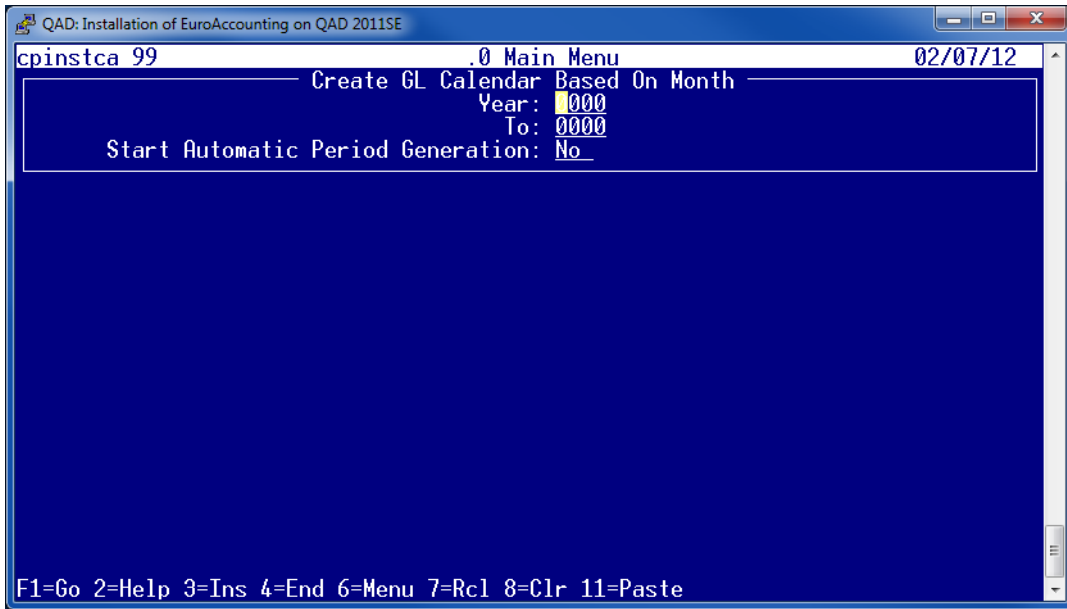 QAD: Installation of EuroAccounting on QAD 2011SE
cpinstca 99 .0 Main Menu 02/07/12
Create GL Calendar Based On Month
Year: 0000
To: 0000
Start Automatic Period Generation: No
F1=Go 2=Help 3=Ins 4=End 6=Menu 7=Rcl 8=Clr 11=Paste